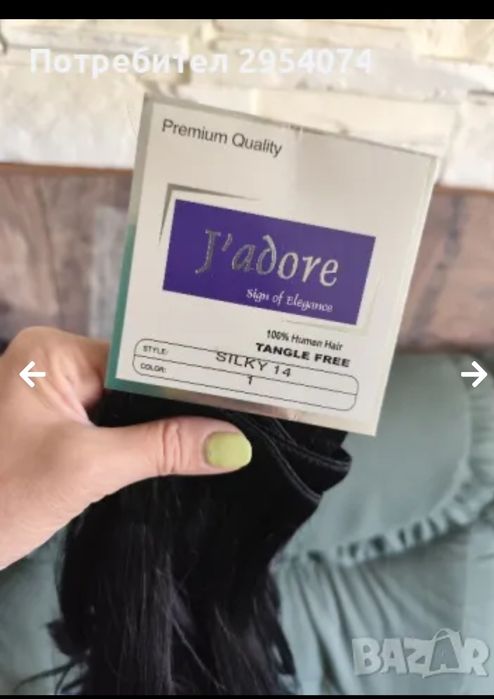 Потребител 2954074
Premium Quality
J'adore
Sign of Elegance
100% Human Hair
TANGLE FREE
STYLE: SILKY 14
COLOR: 1
BAZAR